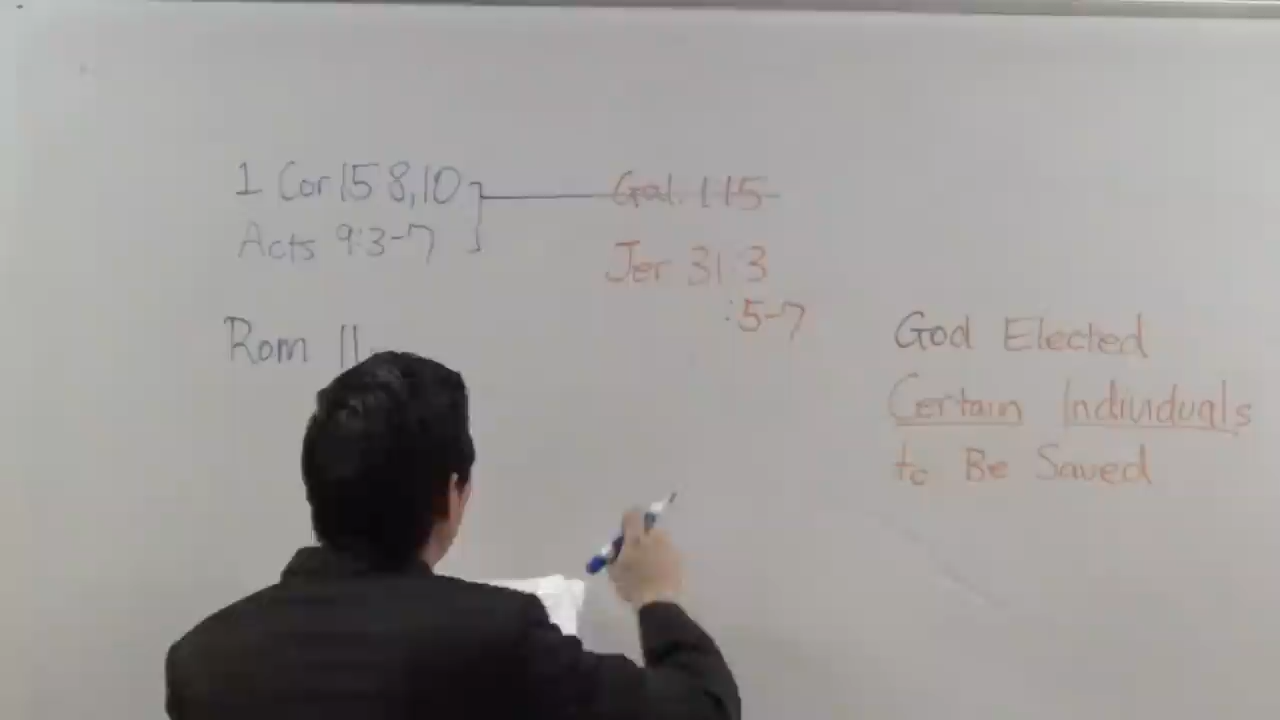 1 Cor 15 8,10
Acts 9:3-7
Rom 11
Gal. 1 15
Jer 31:3
:5-7
God Elected
Certain Individuals
to Be Saved